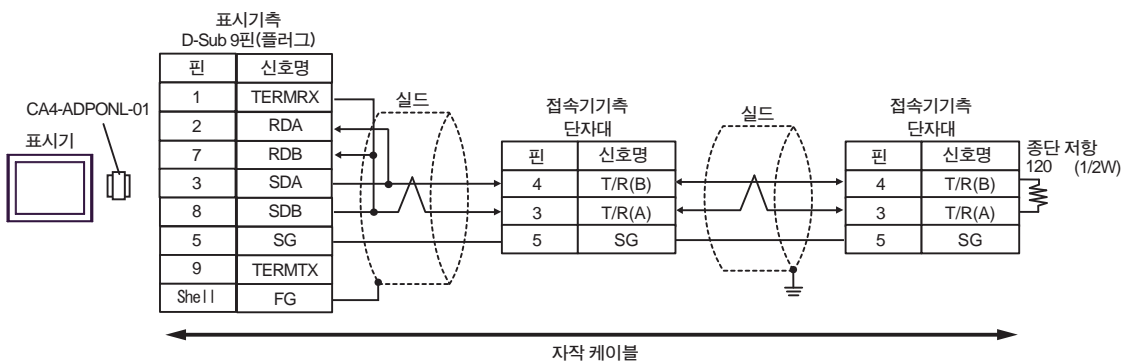 표시기측
D-Sub 9핀(플러그)
핀 신호명
1 TERMRX
2 RDA
7 RDB
3 SDA
8 SDB
5 SG
9 TERMTX
Shell FG
CA4-ADPONL-01
표시기
실드
접속기기측
단자대
핀 신호명
4 T/R(B)
3 T/R(A)
5 SG
실드
접속기기측
단자대
핀 신호명
4 T/R(B)
3 T/R(A)
5 SG
종단 저항
120 (1/2W)
자작 케이블